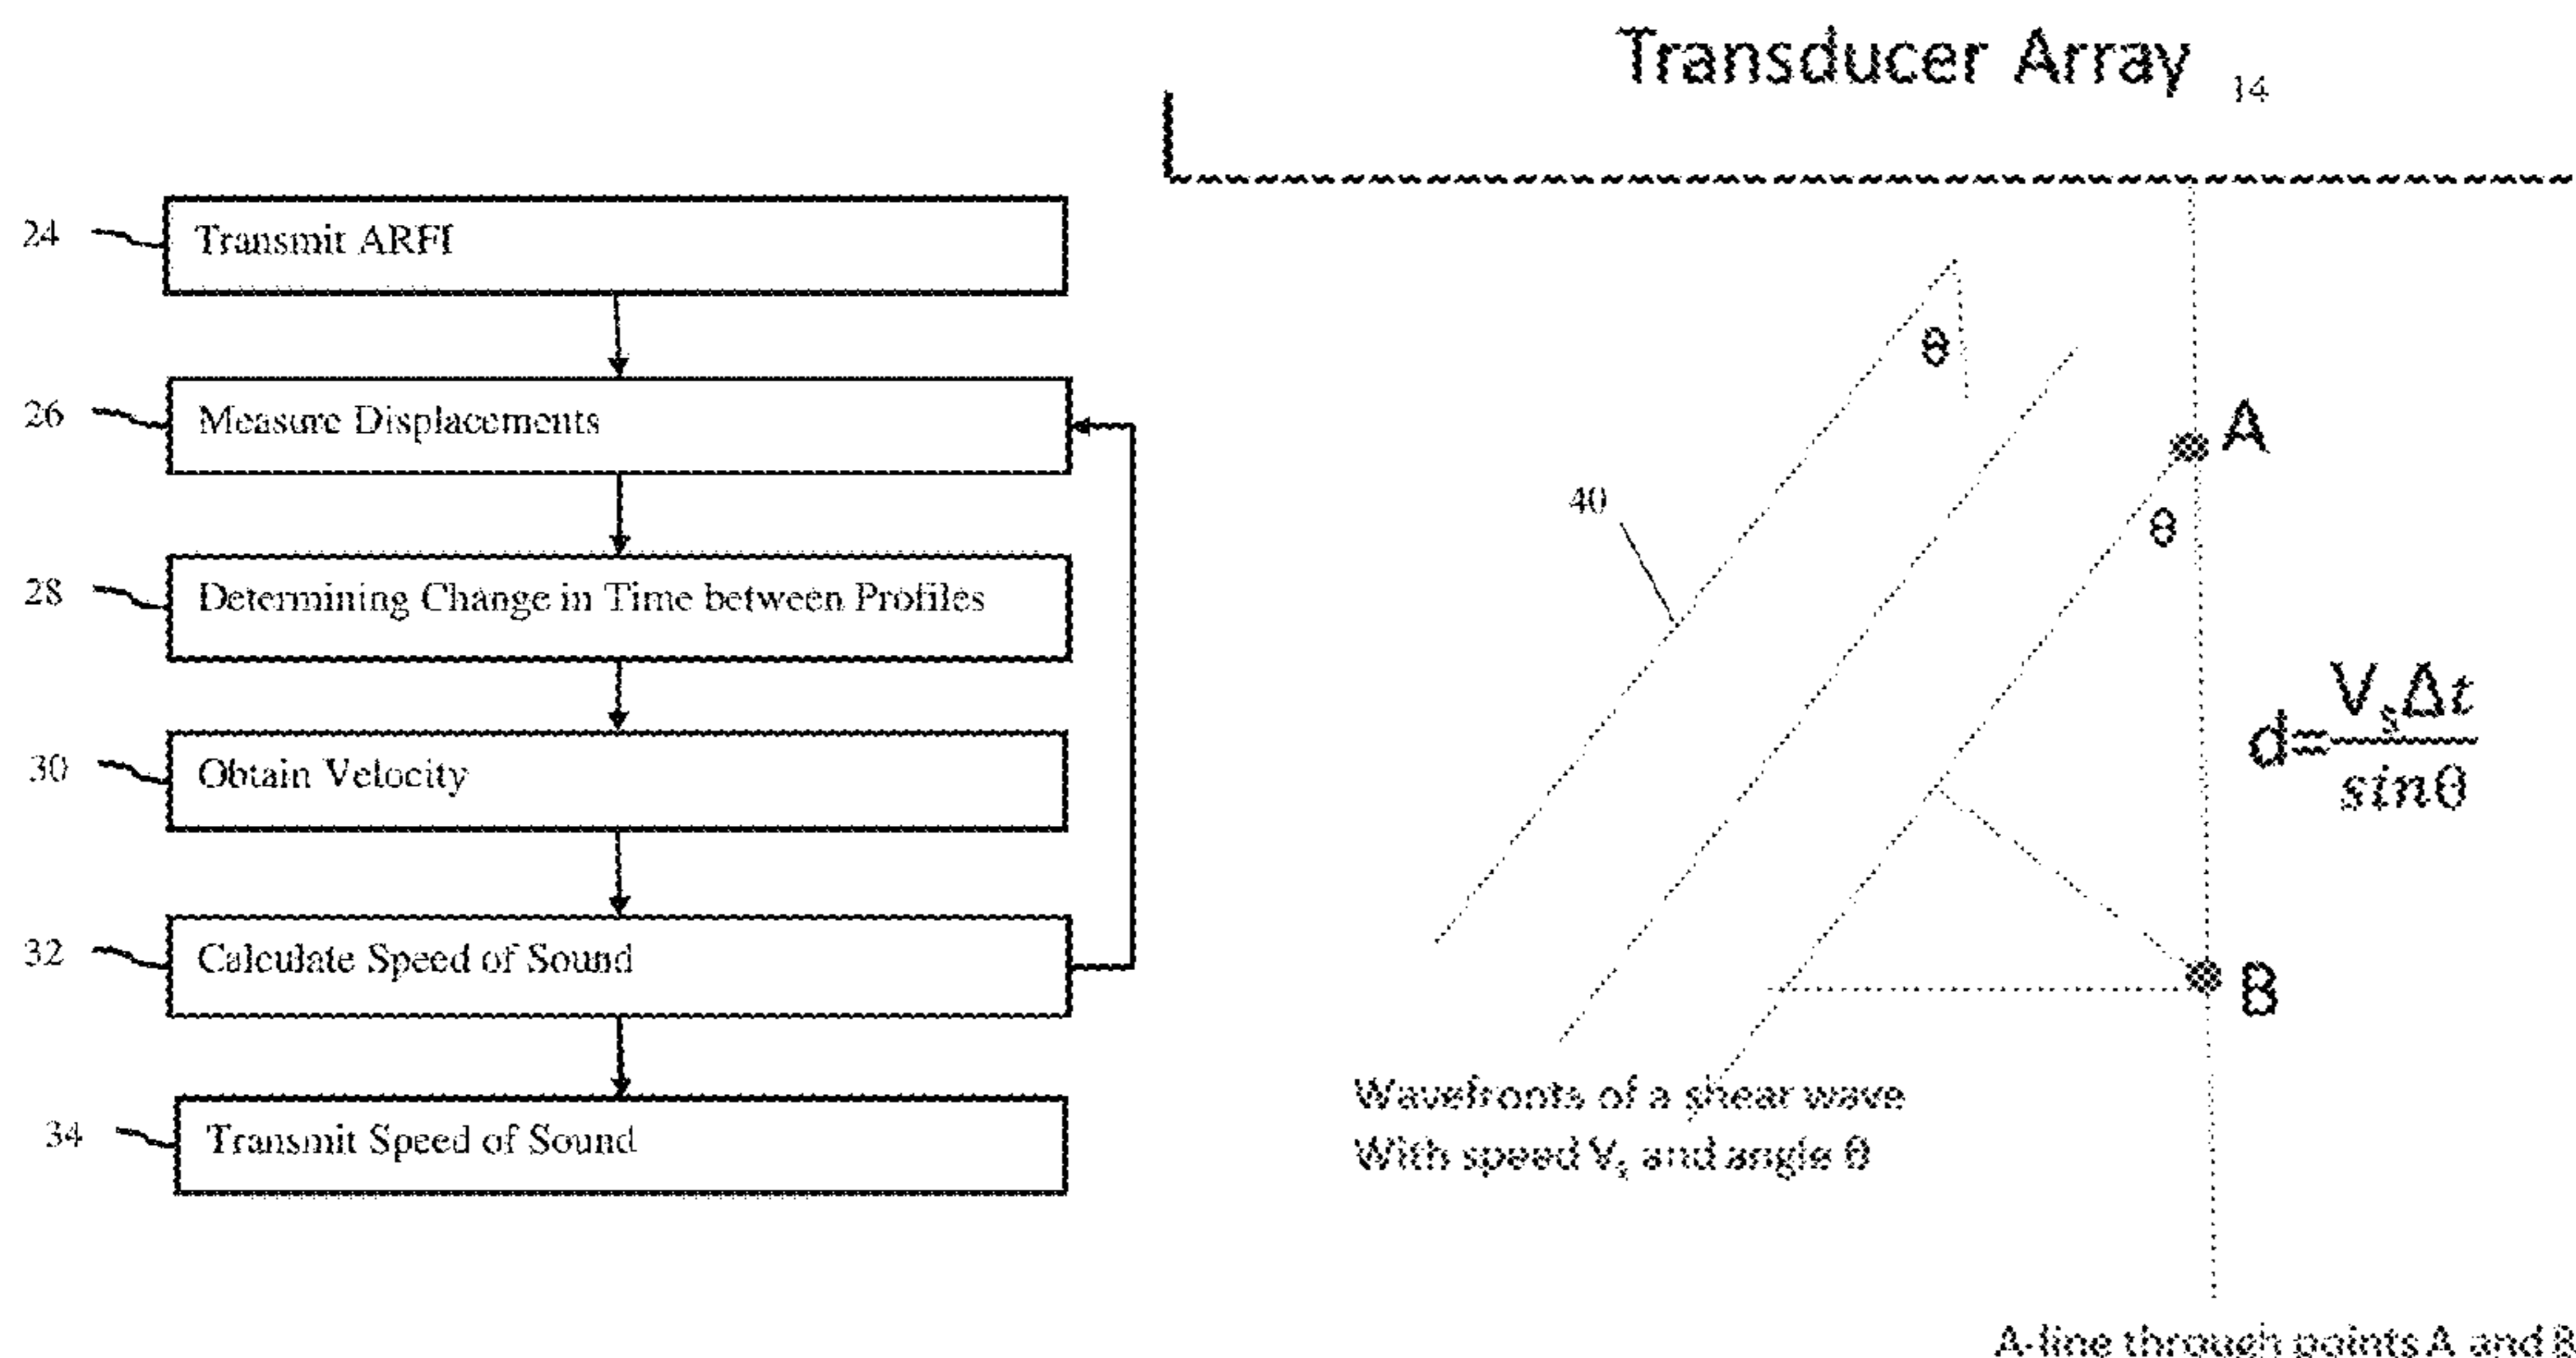 24 Transmit ARFI
26 Measure Displacements
28 Determining Change in Time between Profiles
30 Obtain Velocity
32 Calculate Speed of Sound
34 Transmit Speed of Sound
Transducer Array 14
θ
A
40
θ
d=VₛΔt/sinθ
B
Wavefronts of a shear wave
With speed Vₛ and angle θ
A-line through points A and B